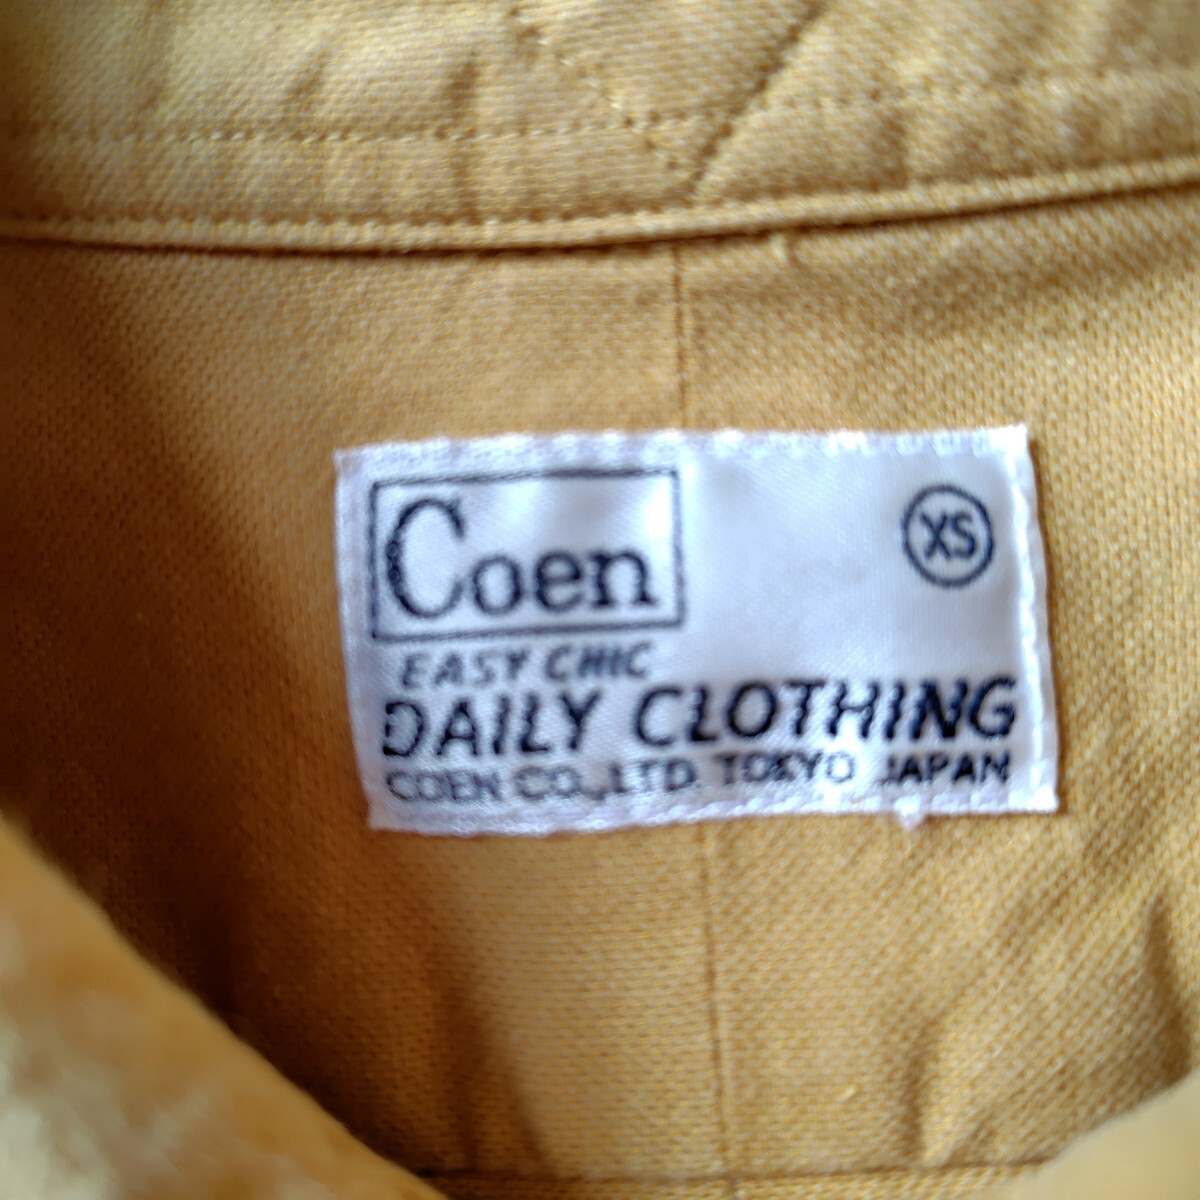 Coen
XS
EASY CHIC
DAILY CLOTHING
COEN CO.,LTD. TOKYO JAPAN